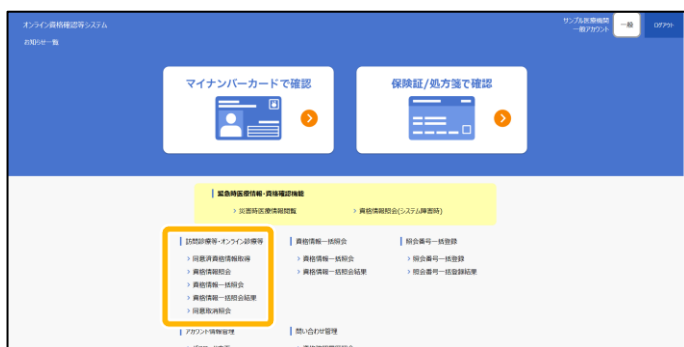 オンライン資格確認等システム
サンプル医療機関
一般アカウント
一般
ログアウト
お知らせ一覧
マイナンバーカードで確認
保険証/処方箋で確認
緊急時医療情報・資格確認機能
> 災害時医療情報閲覧
> 資格情報照会(システム障害時)
訪問診療等・オンライン診療等
> 同意済資格情報取得
> 資格情報照会
> 資格情報一括照会
> 資格情報一括照会結果
> 同意取消照会
資格情報一括照会
> 資格情報一括照会
> 資格情報一括照会結果
照会番号一括登録
> 照会番号一括登録
> 照会番号一括登録結果
アカウント情報管理
問い合わせ管理